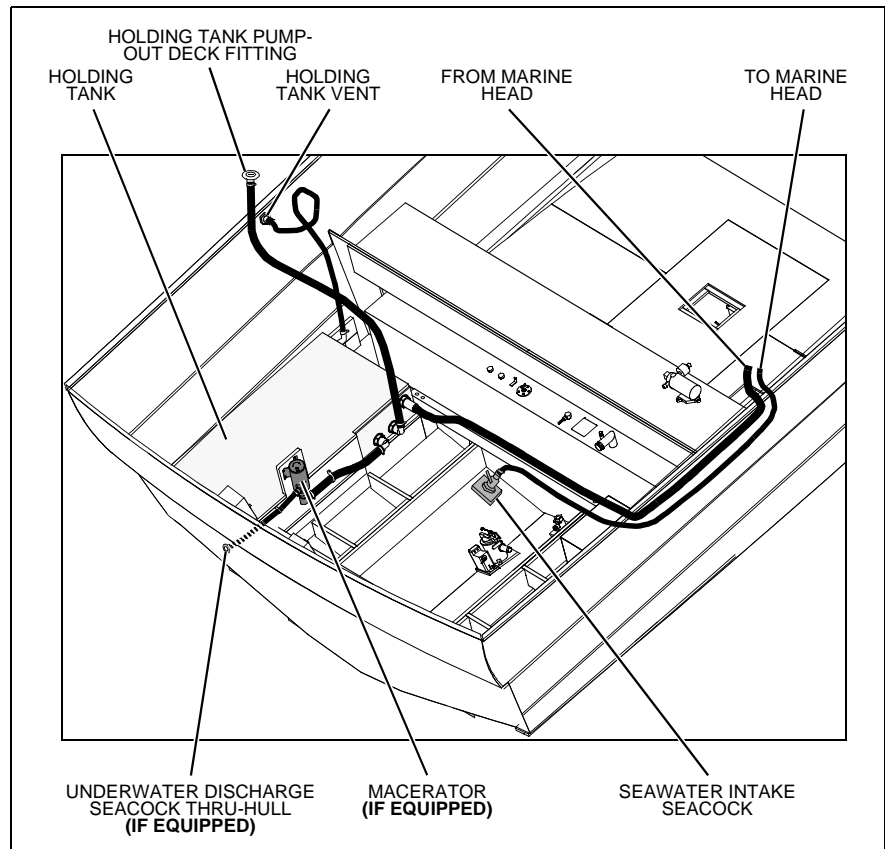 HOLDING TANK PUMP-
OUT DECK FITTING
HOLDING
TANK
HOLDING
TANK VENT
FROM MARINE
HEAD
TO MARINE
HEAD
UNDERWATER DISCHARGE
SEACOCK THRU-HULL
(IF EQUIPPED)
MACERATOR
(IF EQUIPPED)
SEAWATER INTAKE
SEACOCK